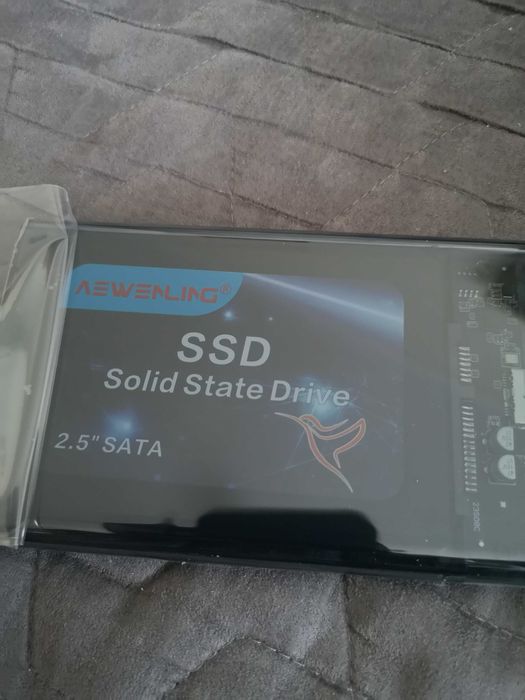 AEWENLING®
SSD
Solid State Drive
2.5" SATA